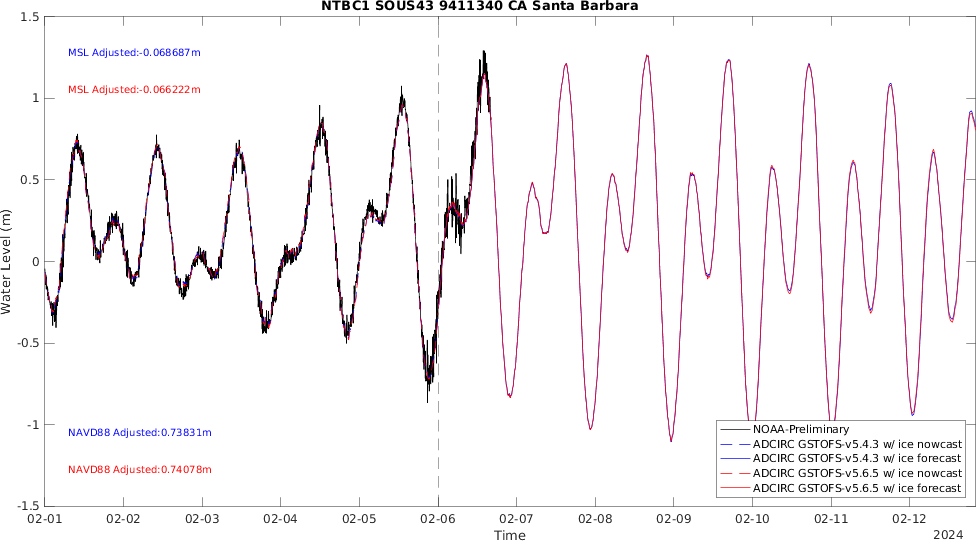 NTBC1 SOUS43 9411340 CA Santa Barbara
1.5
MSL Adjusted:-0.068687m
MSL Adjusted:-0.066222m
1
0.5
Water Level (m)
0
-0.5
-1
NAVD88 Adjusted:0.73831m
NAVD88 Adjusted:0.74078m
-1.5
NOAA-Preliminary
ADCIRC GSTOFS-v5.4.3 w/ ice nowcast
ADCIRC GSTOFS-v5.4.3 w/ ice forecast
ADCIRC GSTOFS-v5.6.5 w/ ice nowcast
ADCIRC GSTOFS-v5.6.5 w/ ice forecast
02-01 02-02 02-03 02-04 02-05 02-06 02-07 02-08 02-09 02-10 02-11 02-12
Time
2024